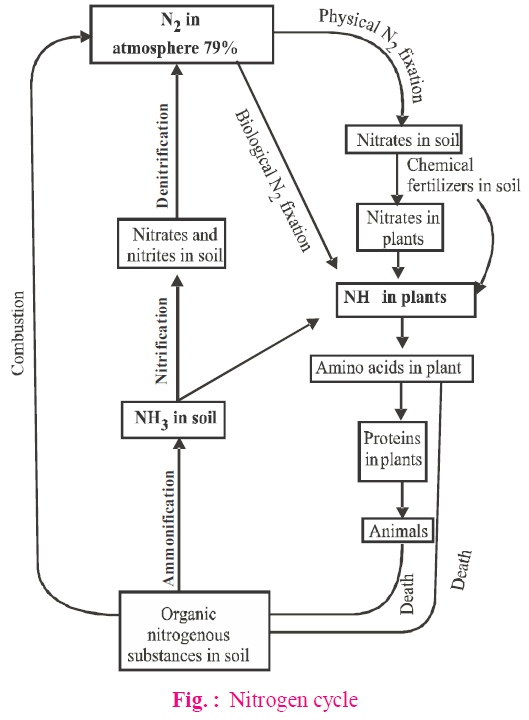 N₂ in
atmosphere 79%
Physical N₂ fixation
Biological N₂ fixation
Nitrates in soil
Chemical
fertilizers in soil
Nitrates in
plants
NH in plants
Amino acids in plant
Proteins
in plants
Animals
Death
Death
Denitrification
Nitrates and
nitrites in soil
Nitrification
NH₃ in soil
Ammonification
Combustion
Organic
nitrogenous
substances in soil
Fig. : Nitrogen cycle